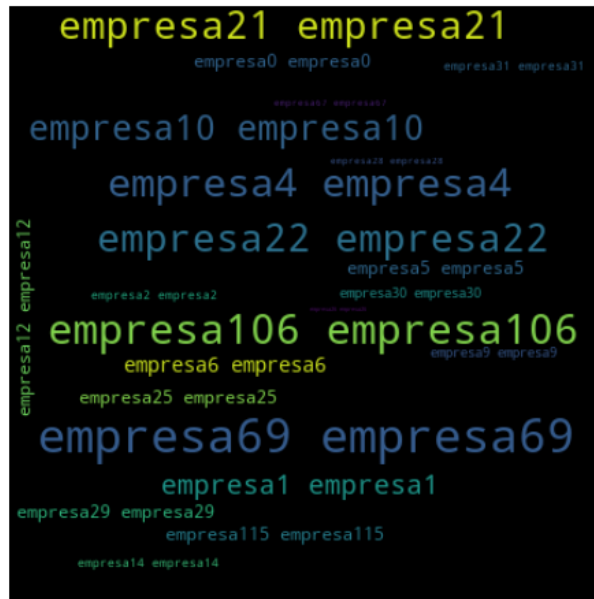 empresa21 empresa21
empresa0 empresa0
empresa31 empresa31
empresa67 empresa67
empresa10 empresa10
empresa28 empresa28
empresa4 empresa4
empresa12 empresa12
empresa22 empresa22
empresa5 empresa5
empresa2 empresa2
empresa30 empresa30
empresa106 empresa106
empresa9 empresa9
empresa6 empresa6
empresa25 empresa25
empresa69 empresa69
empresa1 empresa1
empresa29 empresa29
empresa115 empresa115
empresa14 empresa14